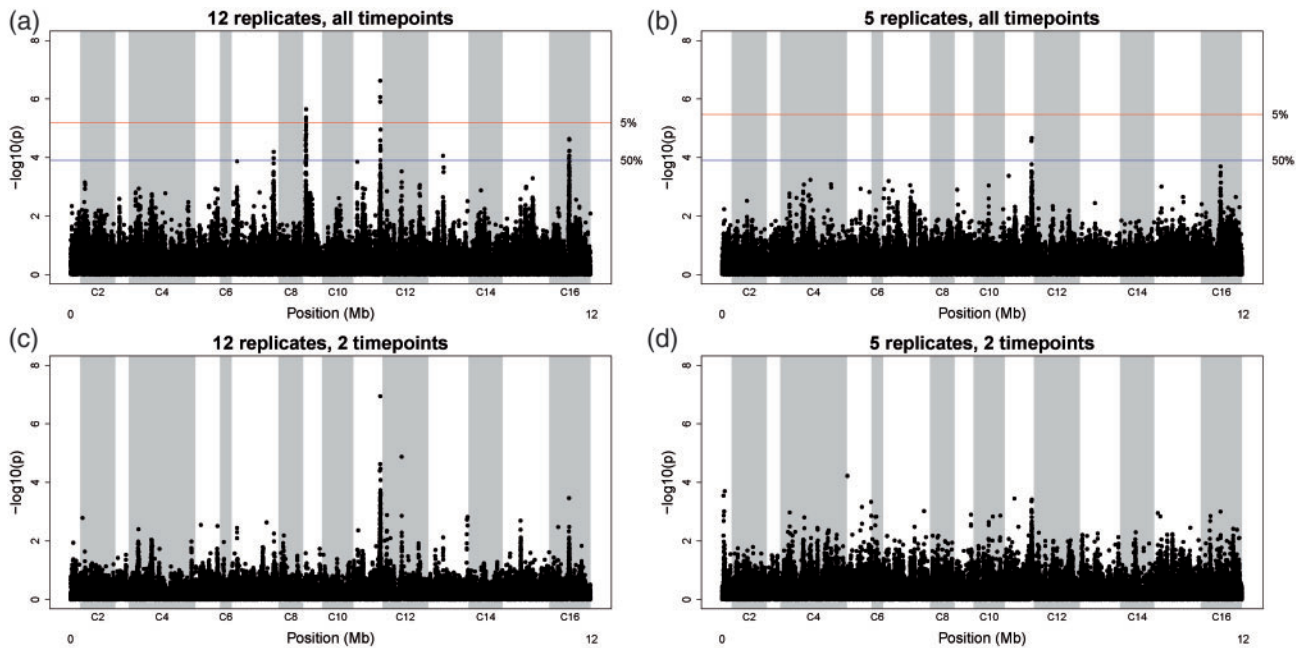 (a)
12 replicates, all timepoints
8
6
4
2
0
−log10(p)
5%
50%
C2 C4 C6 C8 C10 C12 C14 C16
0 Position (Mb) 12
(b)
5 replicates, all timepoints
8
6
4
2
0
−log10(p)
5%
50%
C2 C4 C6 C8 C10 C12 C14 C16
0 Position (Mb) 12
(c)
12 replicates, 2 timepoints
8
6
4
2
0
−log10(p)
C2 C4 C6 C8 C10 C12 C14 C16
0 Position (Mb) 12
(d)
5 replicates, 2 timepoints
8
6
4
2
0
−log10(p)
C2 C4 C6 C8 C10 C12 C14 C16
0 Position (Mb) 12